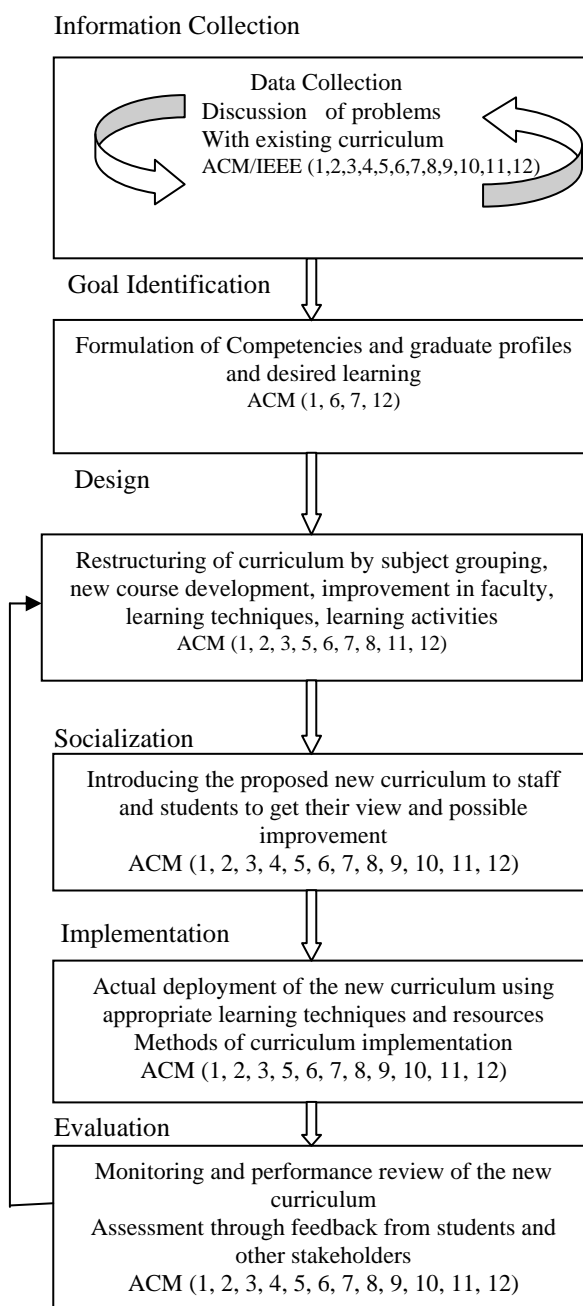 Information Collection
Data Collection
Discussion of problems
With existing curriculum
ACM/IEEE (1,2,3,4,5,6,7,8,9,10,11,12)
Goal Identification
Formulation of Competencies and graduate profiles
and desired learning
ACM (1, 6, 7, 12)
Design
Restructuring of curriculum by subject grouping,
new course development, improvement in faculty,
learning techniques, learning activities
ACM (1, 2, 3, 5, 6, 7, 8, 11, 12)
Socialization
Introducing the proposed new curriculum to staff
and students to get their view and possible
improvement
ACM (1, 2, 3, 4, 5, 6, 7, 8, 9, 10, 11, 12)
Implementation
Actual deployment of the new curriculum using
appropriate learning techniques and resources
Methods of curriculum implementation
ACM (1, 2, 3, 5, 6, 7, 8, 9, 10, 11, 12)
Evaluation
Monitoring and performance review of the new
curriculum
Assessment through feedback from students and
other stakeholders
ACM (1, 2, 3, 4, 5, 6, 7, 8, 9, 10, 11, 12)